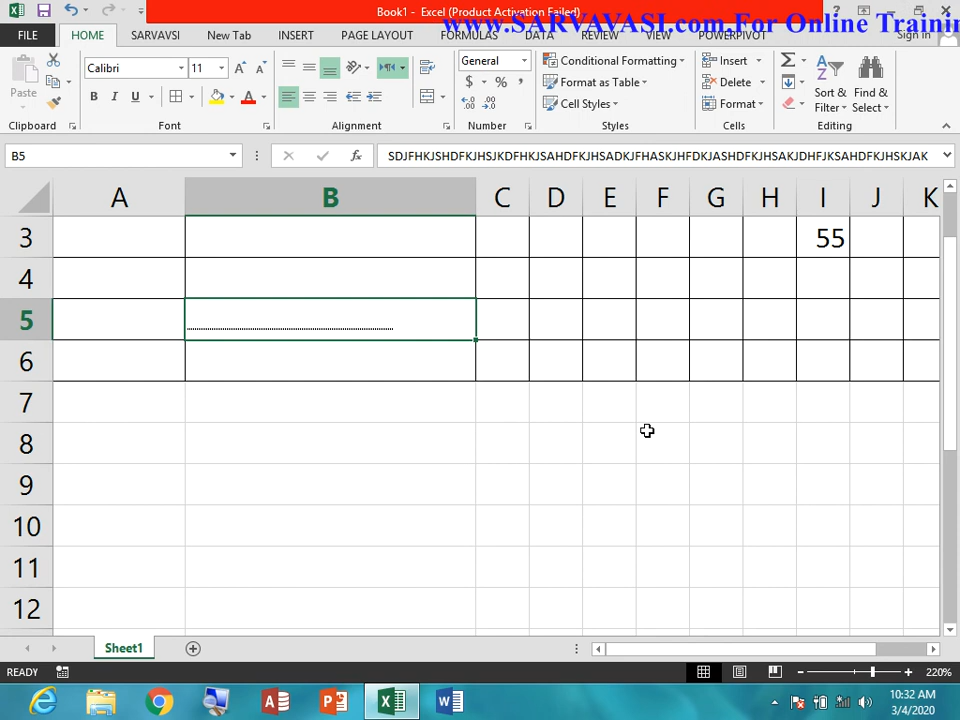 Book1 - Excel (Product Activation Failed)
www.SARVAVASI.com For Online Trainin
FILE HOME SARVAVASI New Tab INSERT PAGE LAYOUT FORMULAS DATA REVIEW VIEW POWERPIVOT Sign in
Paste Calibri 11 General Conditional Formatting Insert
Format as Table Delete Sort & Find &
Cell Styles Format Filter Select
Clipboard Font Alignment Number Styles Cells Editing
B5 SDJFHKJSHDFKJHSJKDFHKJSAHDFKJHSADKJFHASKJHFDKJASHDFKJHSAKJDHFJKSAHDFKJHSKJAK
A B C D E F G H I J K
3 55
4
5
6
7
8
9
10
11
12
Sheet1
READY 220%
10:32 AM
3/4/2020